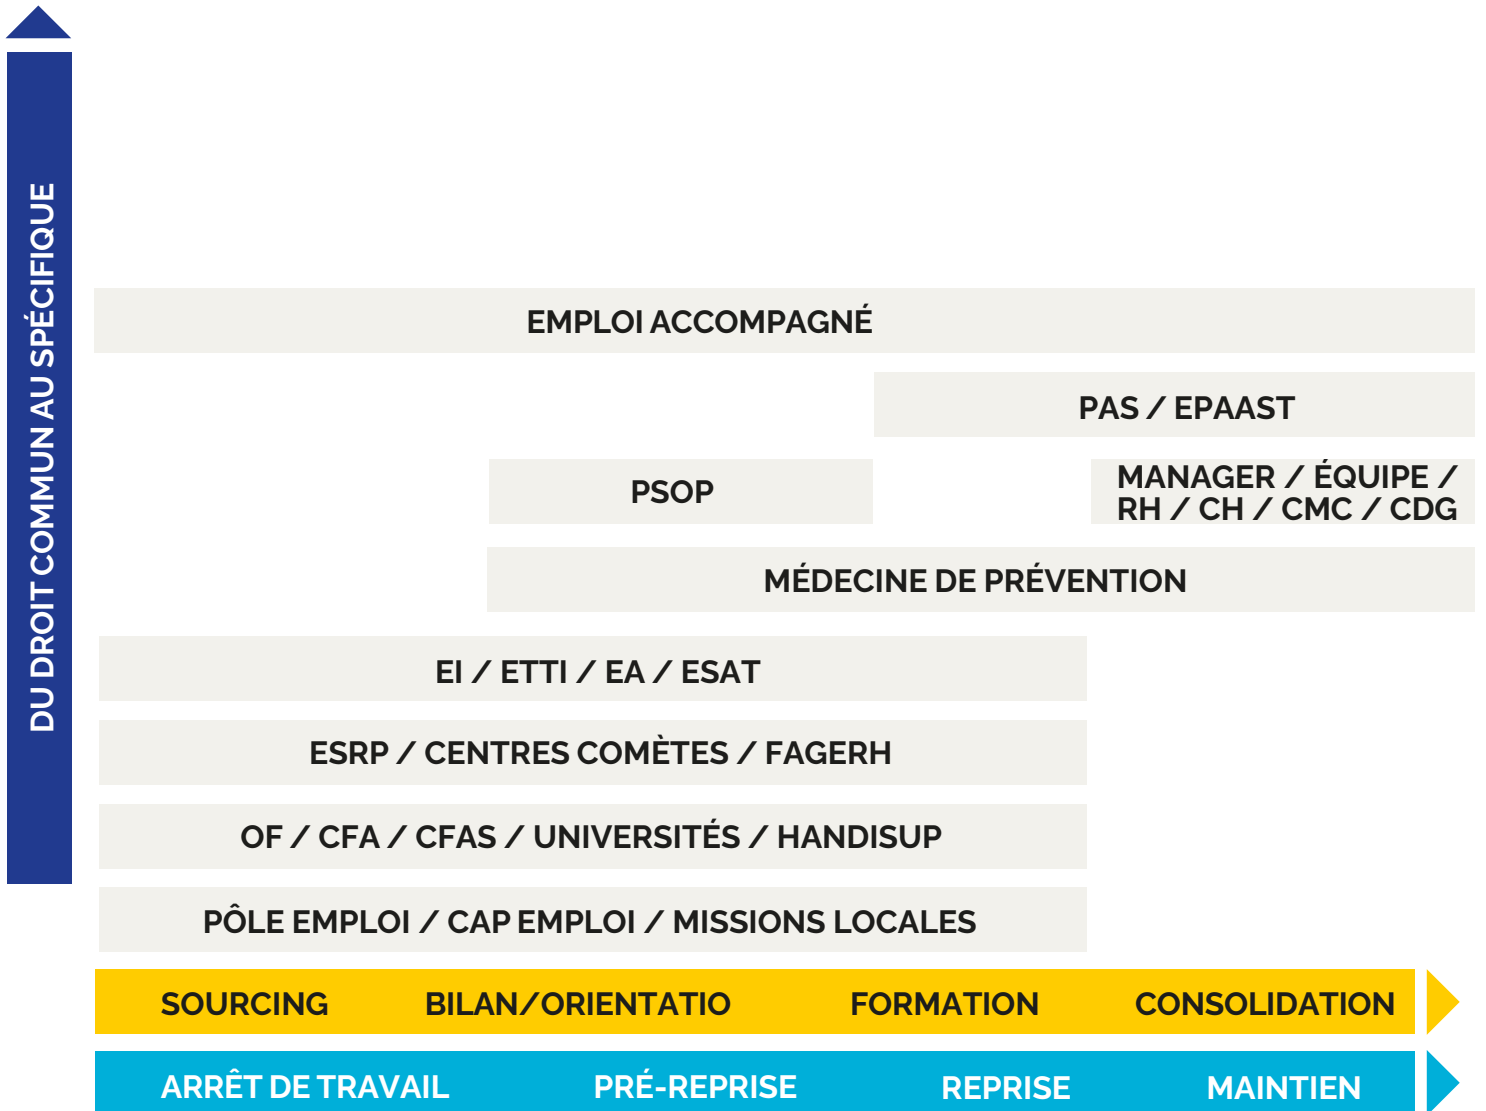 DU DROIT COMMUN AU SPÉCIFIQUE
EMPLOI ACCOMPAGNÉ
PAS / EPAAST
PSOP
MANAGER / ÉQUIPE /
RH / CH / CMC / CDG
MÉDECINE DE PRÉVENTION
EI / ETTI / EA / ESAT
ESRP / CENTRES COMÈTES / FAGERH
OF / CFA / CFAS / UNIVERSITÉS / HANDISUP
PÔLE EMPLOI / CAP EMPLOI / MISSIONS LOCALES
SOURCING BILAN/ORIENTATIO FORMATION CONSOLIDATION
ARRÊT DE TRAVAIL PRÉ-REPRISE REPRISE MAINTIEN